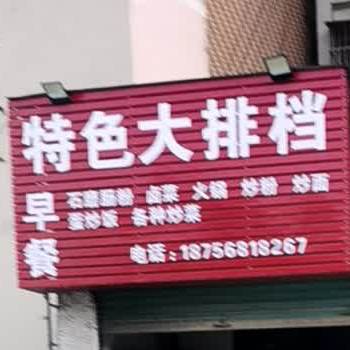 特色大排档
早餐
石磨肠粉 卤菜 火锅 炒粉 炒面
蛋炒饭 各种炒菜
电话:18756818267